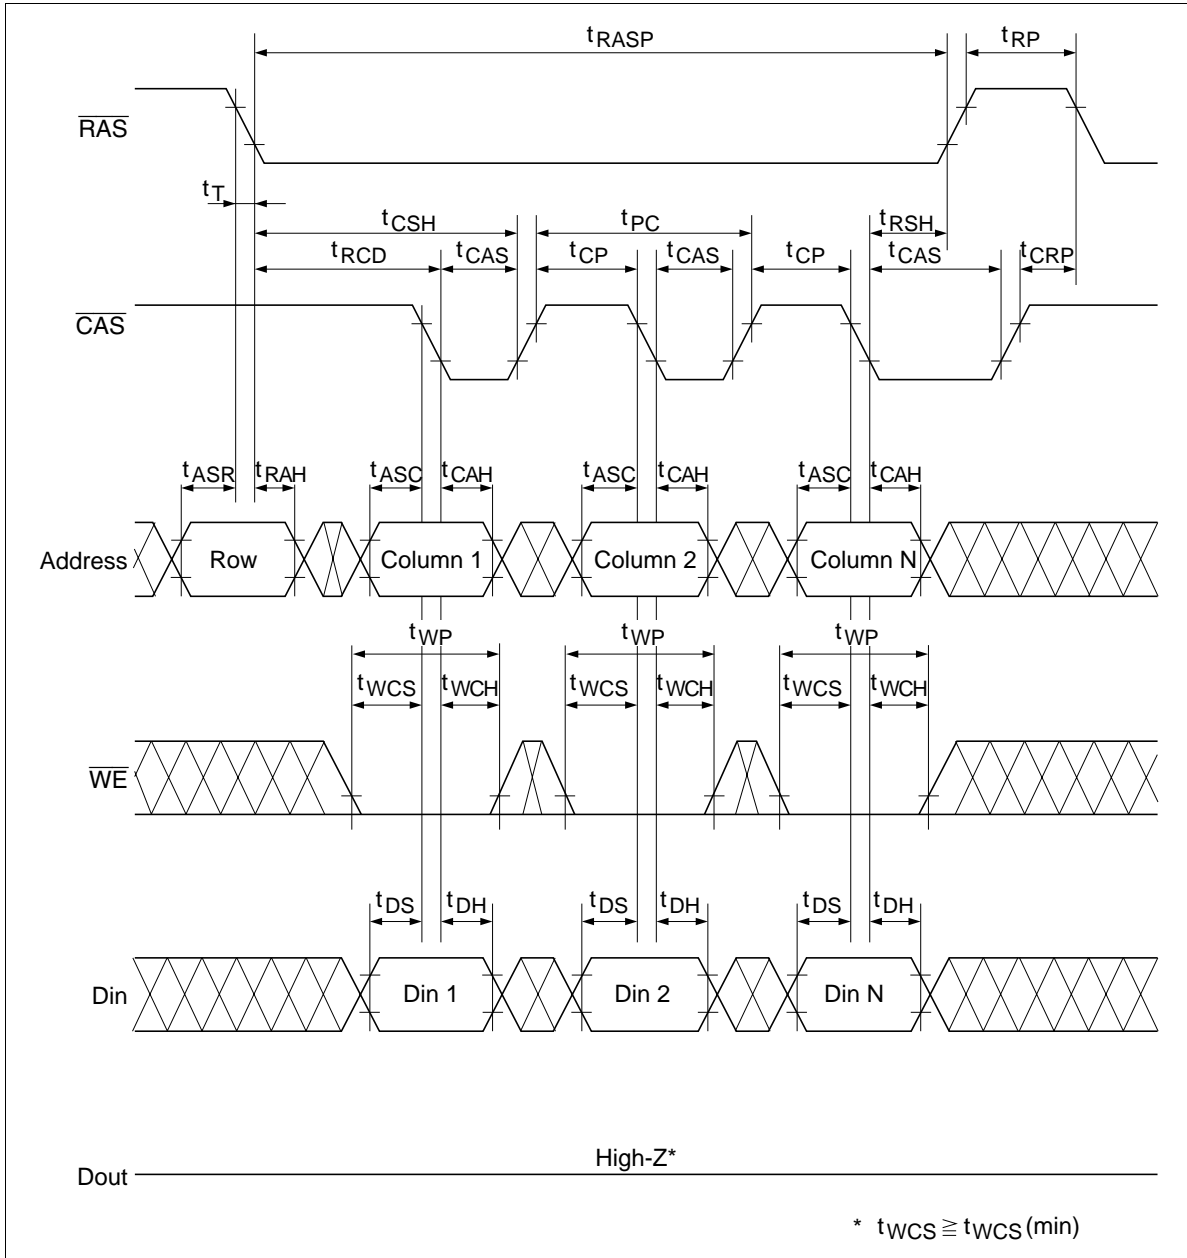 tRASP tRP
RAS
tT
tCSH tPC tRSH
tRCD tCAS tCP tCAS tCP tCAS tCRP
CAS
tASR tRAH tASC tCAH tASC tCAH tASC tCAH
Address Row Column 1 Column 2 Column N
tWP tWP tWP
tWCS tWCH tWCS tWCH tWCS tWCH
WE
tDS tDH tDS tDH tDS tDH
Din Din 1 Din 2 Din N
High-Z*
Dout
* tWCS ≧ tWCS (min)